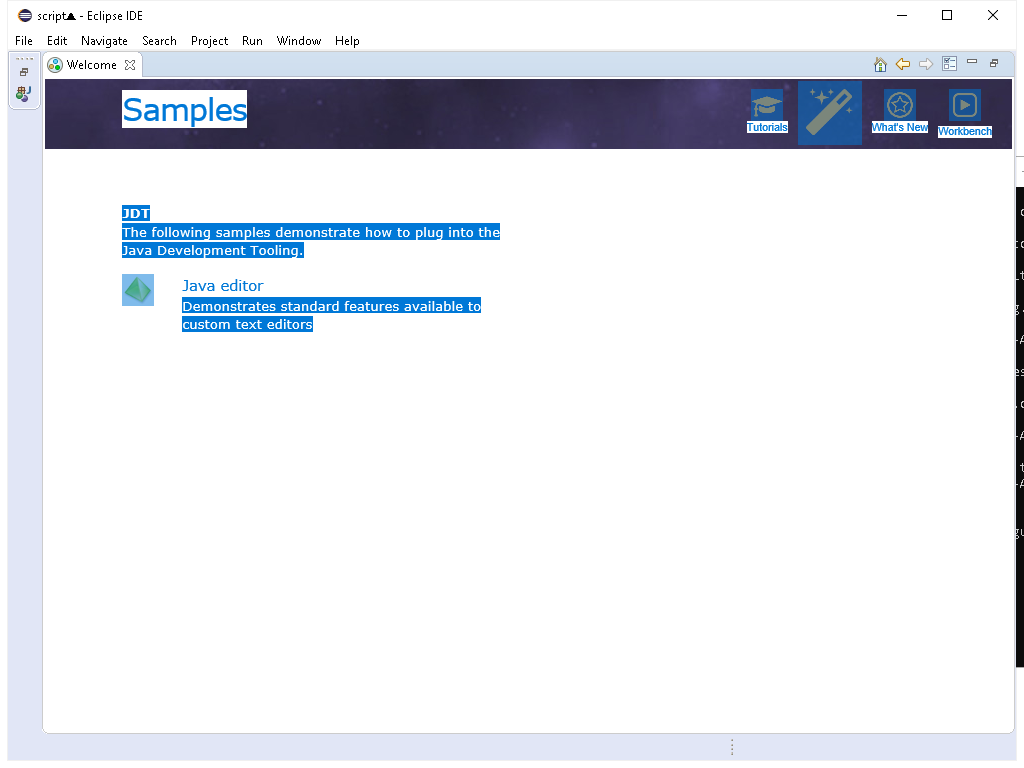 script▲ - Eclipse IDE
File Edit Navigate Search Project Run Window Help
Welcome
Samples
Tutorials
What's New
Workbench
JDT
The following samples demonstrate how to plug into the
Java Development Tooling.
Java editor
Demonstrates standard features available to
custom text editors